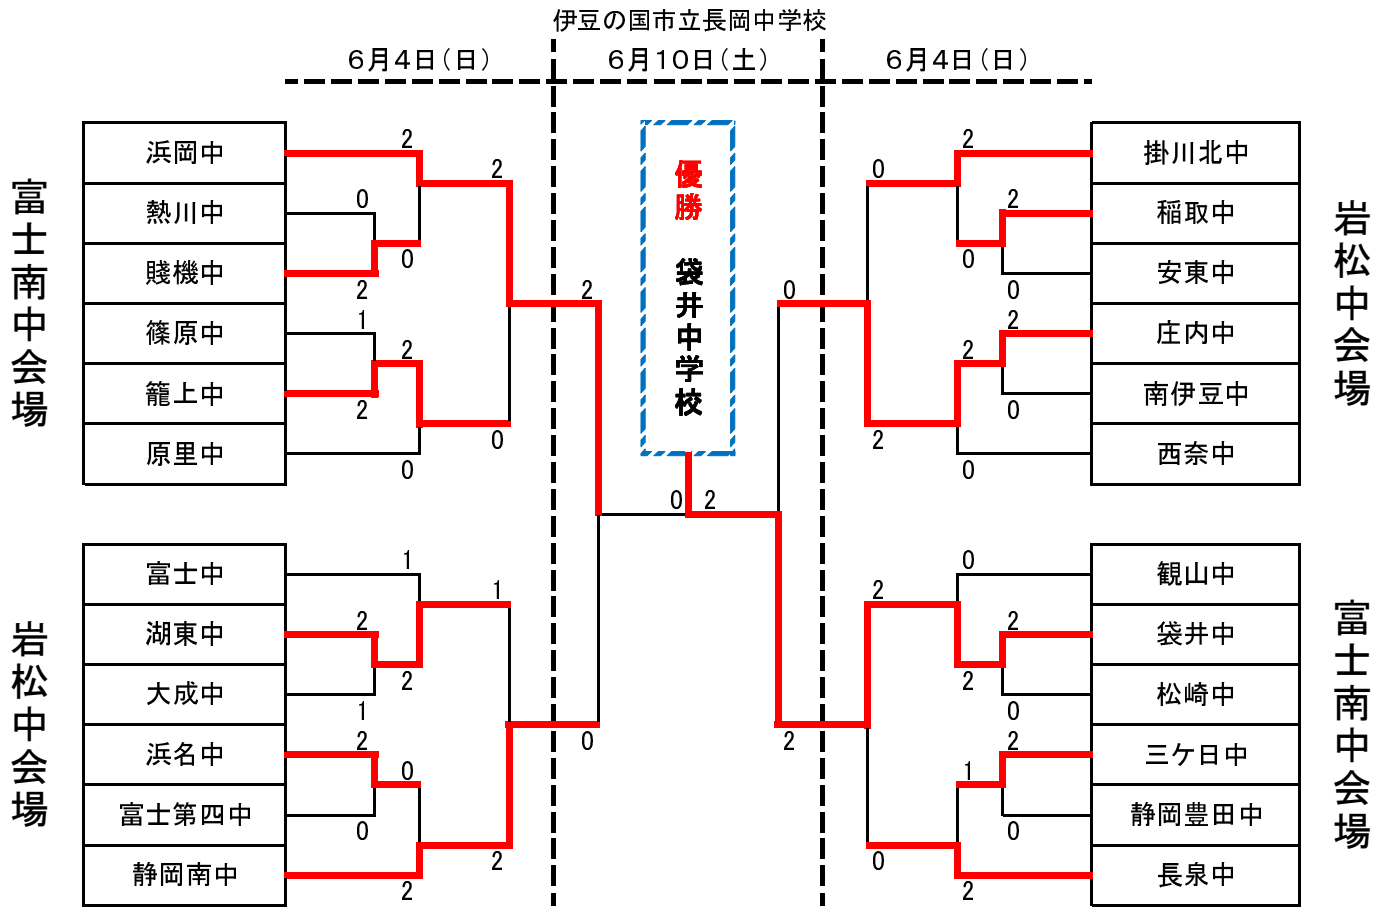 伊豆の国市立長岡中学校
６月４日（日）
６月１０日（土）
６月４日（日）
富士南中会場
浜岡中
2
熱川中
0
賤機中
2
0
2
篠原中
1
籠上中
2
2
原里中
0
0
2
岩松中会場
富士中
1
湖東中
2
大成中
1
2
1
浜名中
2
富士第四中
0
0
静岡南中
2
2
0
優勝
袋井中学校
0
2
岩松中会場
掛川北中
2
稲取中
2
安東中
0
0
0
庄内中
2
南伊豆中
0
2
西奈中
0
2
0
富士南中会場
観山中
0
袋井中
2
松崎中
0
2
2
三ケ日中
2
静岡豊田中
0
1
長泉中
2
0
2